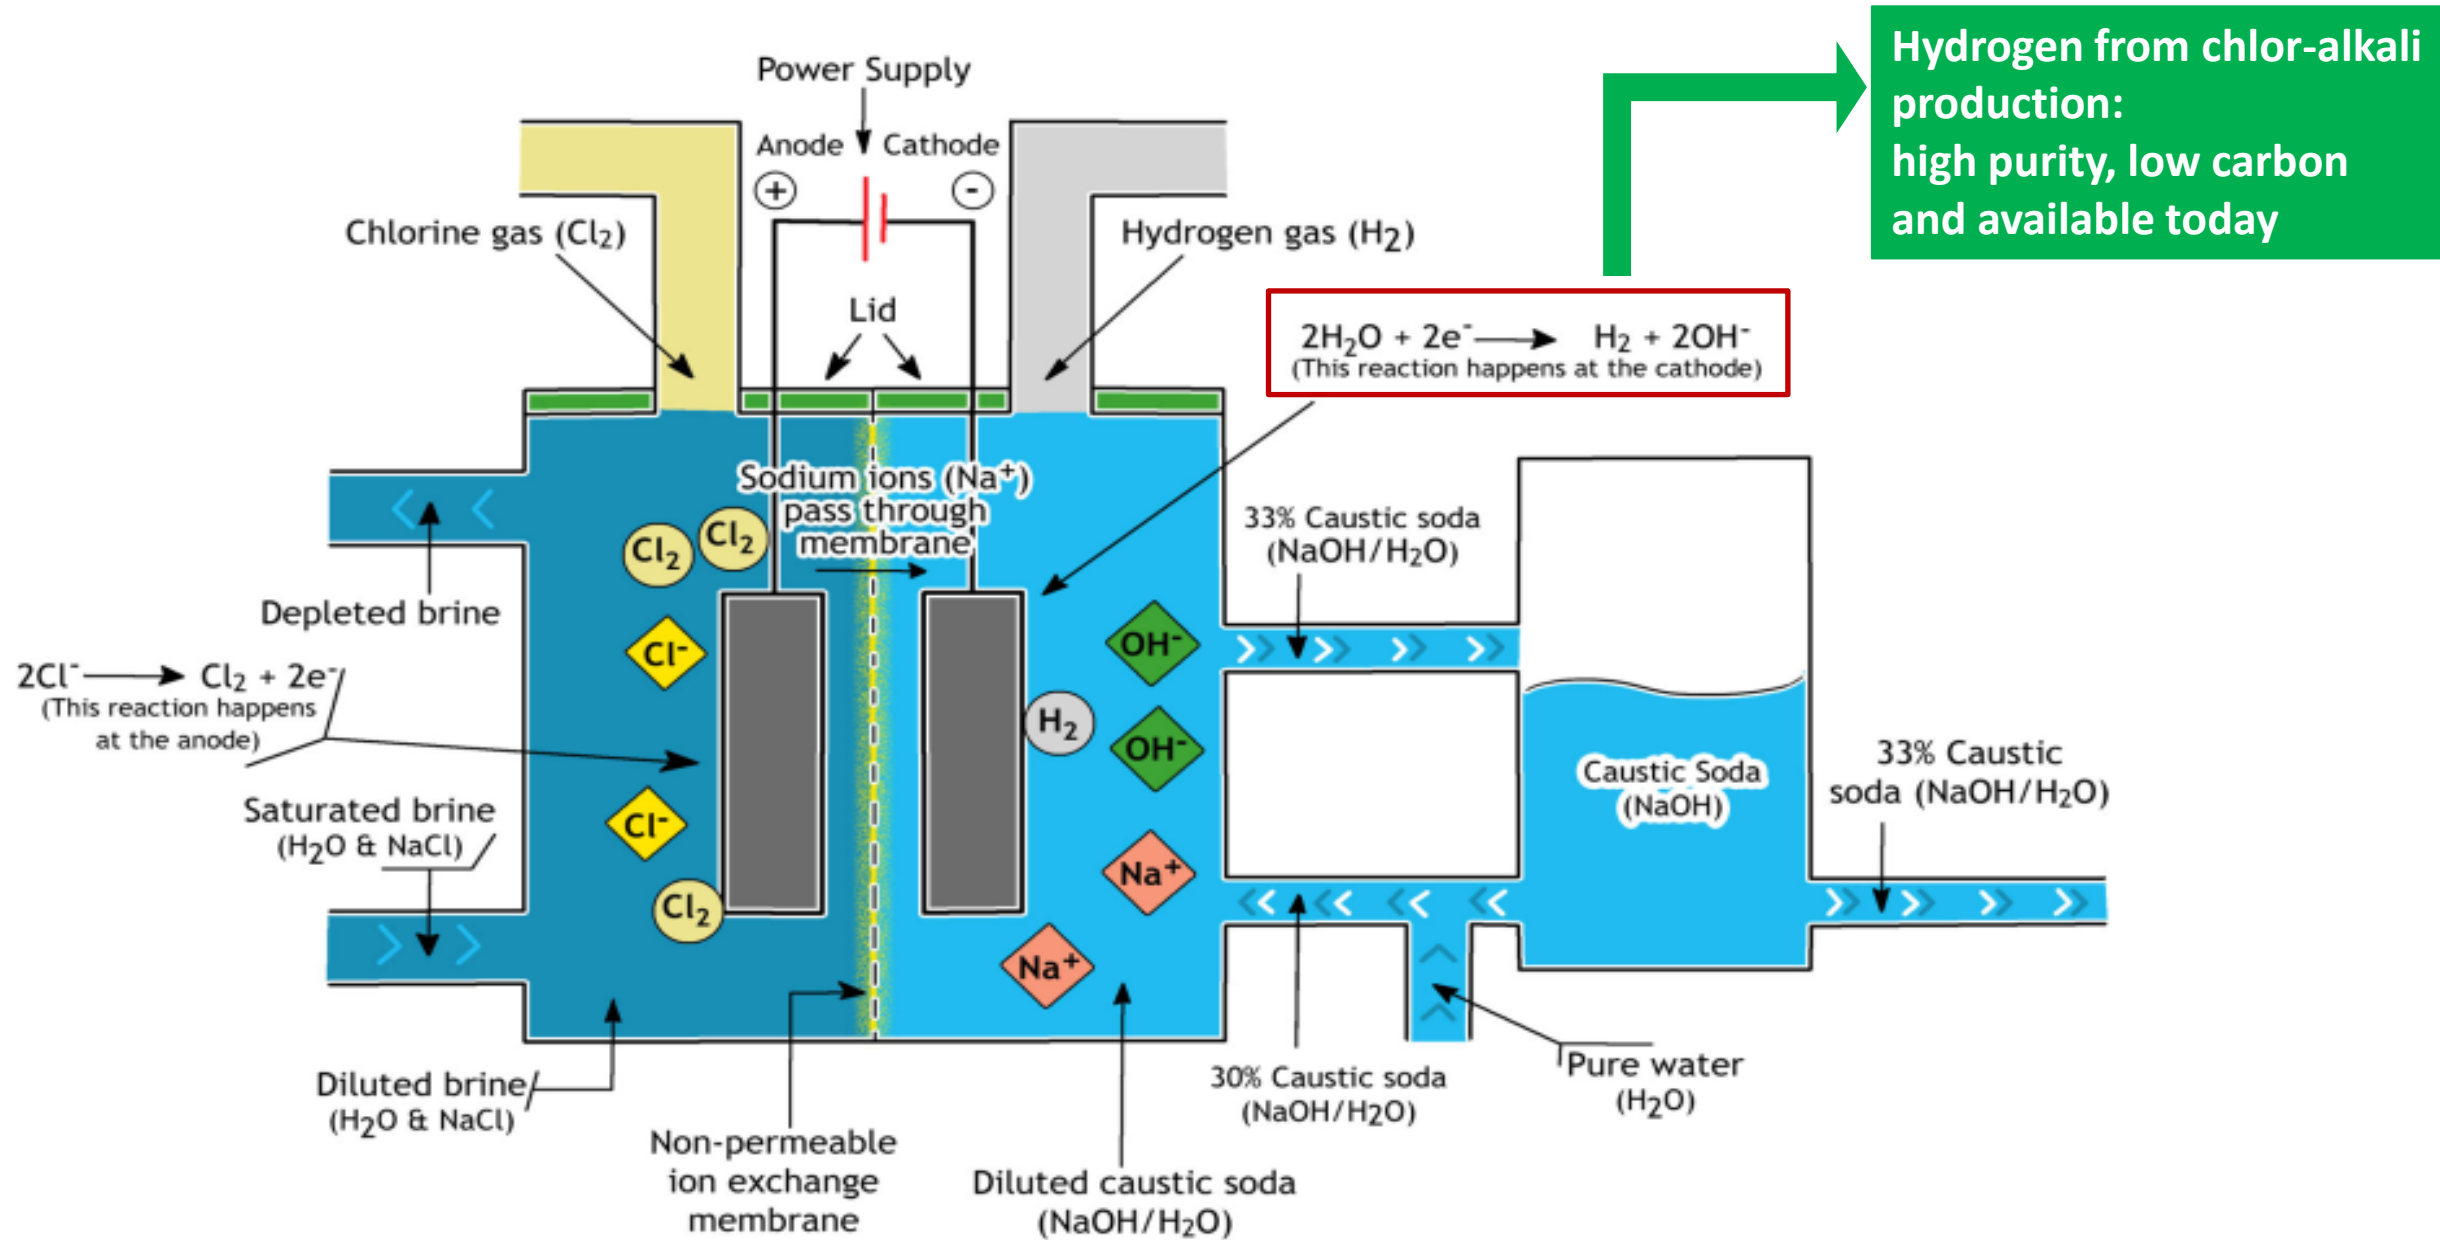 Hydrogen from chlor-alkali
production:
high purity, low carbon
and available today
Power Supply
Anode
Cathode
+
-
Chlorine gas (Cl₂)
Hydrogen gas (H₂)
Lid
2H₂O + 2e⁻ → H₂ + 2OH⁻
(This reaction happens at the cathode)
Sodium ions (Na⁺)
pass through
membrane
Cl₂
Cl₂
33% Caustic soda
(NaOH/H₂O)
Depleted brine
Cl⁻
OH⁻
2Cl⁻ → Cl₂ + 2e⁻
(This reaction happens
at the anode)
H₂
OH⁻
Caustic Soda
(NaOH)
33% Caustic
soda (NaOH/H₂O)
Saturated brine
(H₂O & NaCl)
Cl⁻
Na⁺
Cl₂
Na⁺
Diluted brine
(H₂O & NaCl)
30% Caustic soda
(NaOH/H₂O)
Pure water
(H₂O)
Non-permeable
ion exchange
membrane
Diluted caustic soda
(NaOH/H₂O)